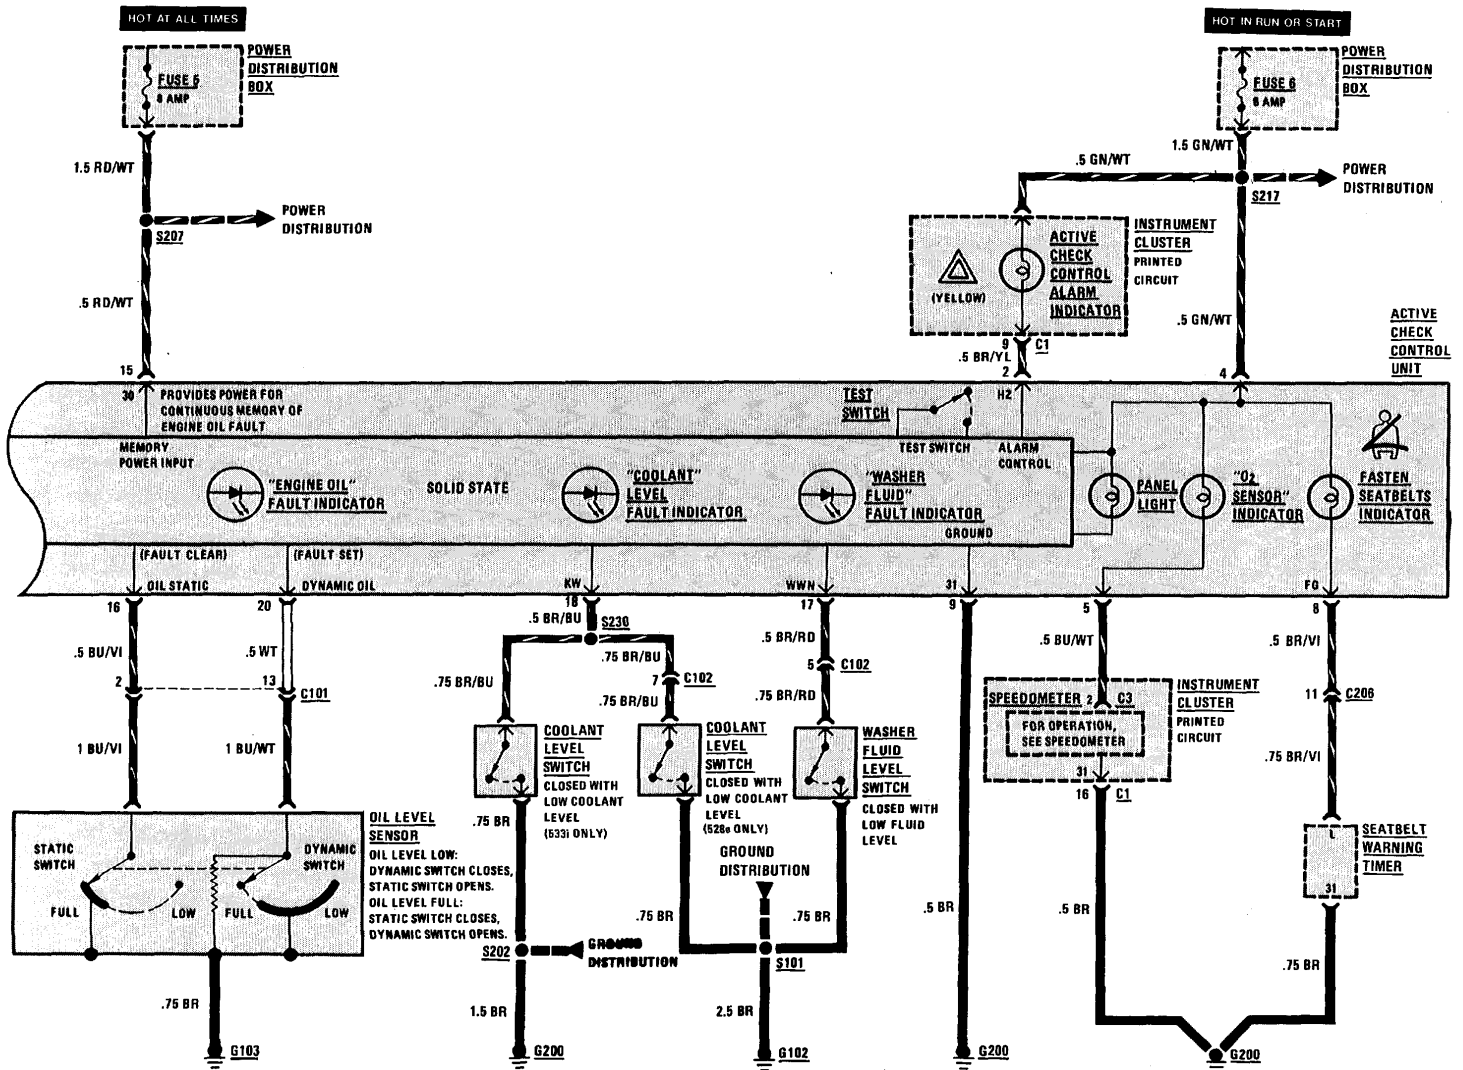 HOT AT ALL TIMES
POWER
DISTRIBUTION
BOX
FUSE 6
8 AMP
1.5 RD/WT
POWER
DISTRIBUTION
S207
.5 RD/WT
15
HOT IN RUN OR START
POWER
DISTRIBUTION
BOX
FUSE 6
8 AMP
1.5 GN/WT
.5 GN/WT
POWER
DISTRIBUTION
S217
INSTRUMENT
CLUSTER
PRINTED
CIRCUIT
ACTIVE
CHECK
CONTROL
ALARM
INDICATOR
(YELLOW)
.5 GN/WT
9
C1
.5 BR/YL
2
4
ACTIVE
CHECK
CONTROL
UNIT
30
PROVIDES POWER FOR
CONTINUOUS MEMORY OF
ENGINE OIL FAULT
MEMORY
POWER INPUT
TEST
SWITCH
H2
TEST SWITCH
ALARM
CONTROL
"ENGINE OIL"
FAULT INDICATOR
SOLID STATE
"COOLANT"
LEVEL
FAULT INDICATOR
"WASHER
FLUID"
FAULT INDICATOR
GROUND
PANEL
LIGHT
"O2
SENSOR"
INDICATOR
FASTEN
SEATBELTS
INDICATOR
(FAULT CLEAR)
(FAULT SET)
OIL STATIC
DYNAMIC OIL
KW
WWN
31
FG
16
20
18
17
9
5
8
.5 BU/VI
.5 WT
2
13
C101
1 BU/VI
1 BU/WT
.5 BR/BU
S230
.75 BR/BU
.75 BR/BU
7
C102
.75 BR/BU
.5 BR/RD
5
C102
.75 BR/RD
.5 BU/WT
.5 BR/VI
11
C206
.75 BR/VI
SPEEDOMETER
2
C3
FOR OPERATION,
SEE SPEEDOMETER
31
INSTRUMENT
CLUSTER
PRINTED
CIRCUIT
16
C1
COOLANT
LEVEL
SWITCH
CLOSED WITH
LOW COOLANT
LEVEL
(533i ONLY)
COOLANT
LEVEL
SWITCH
CLOSED WITH
LOW COOLANT
LEVEL
(528e ONLY)
WASHER
FLUID
LEVEL
SWITCH
CLOSED WITH
LOW FLUID
LEVEL
SEATBELT
WARNING
TIMER
L
31
STATIC
SWITCH
DYNAMIC
SWITCH
FULL
LOW
FULL
LOW
OIL LEVEL
SENSOR
OIL LEVEL LOW:
DYNAMIC SWITCH CLOSES,
STATIC SWITCH OPENS.
OIL LEVEL FULL:
STATIC SWITCH CLOSES,
DYNAMIC SWITCH OPENS.
.75 BR
GROUND
DISTRIBUTION
.75 BR
.75 BR
.5 BR
.5 BR
S202
GROUND
DISTRIBUTION
S101
.75 BR
.75 BR
1.5 BR
2.5 BR
G103
G200
G102
G200
G200